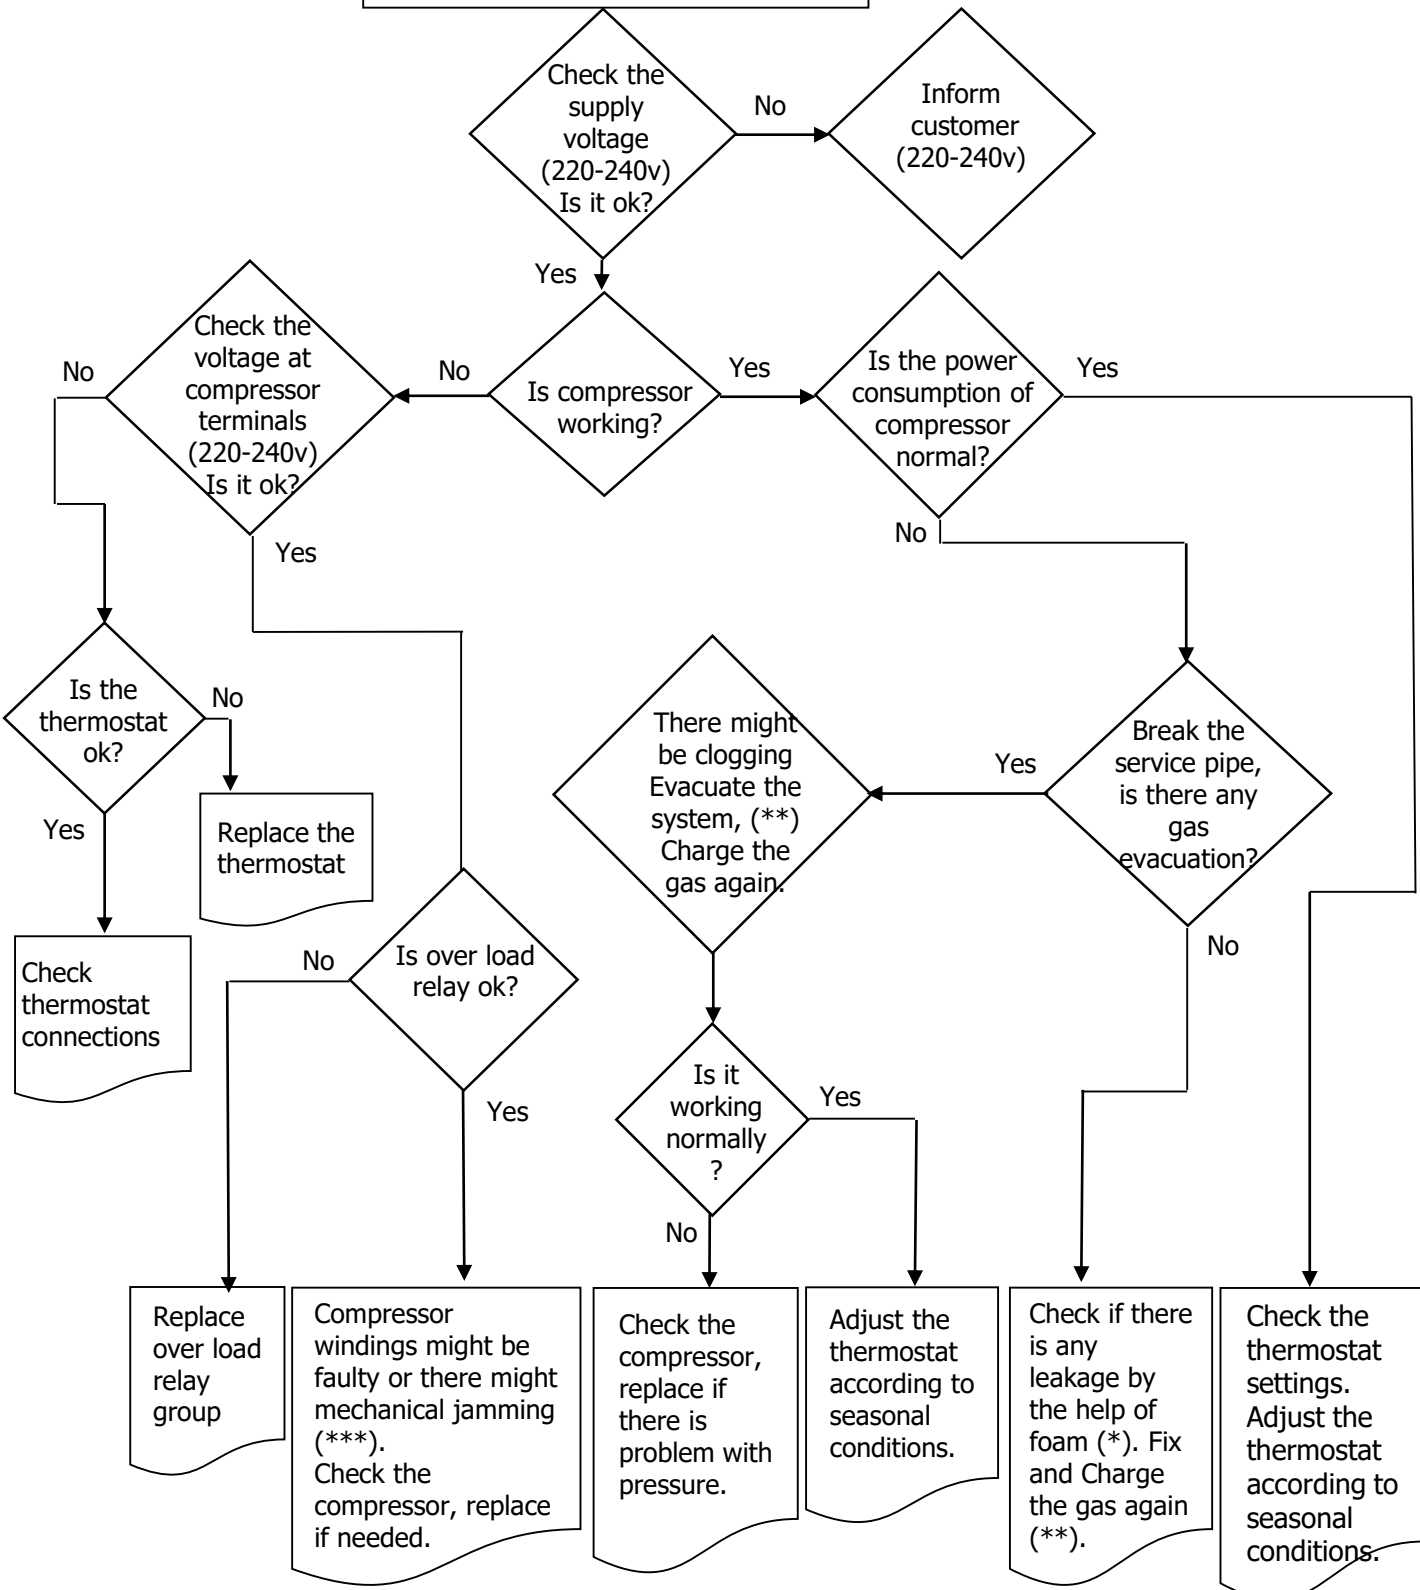 Check the
supply
voltage
(220-240v)
Is it ok?
No
Inform
customer
(220-240v)
Yes
Check the
voltage at
compressor
terminals
(220-240v)
Is it ok?
No
No
Is compressor
working?
Yes
Is the power
consumption of
compressor
normal?
Yes
No
Yes
Is the
thermostat
ok?
No
Yes
Replace the
thermostat
Check
thermostat
connections
There might
be clogging
Evacuate the
system, (**)
Charge the
gas again.
Yes
Break the
service pipe,
is there any
gas
evacuation?
No
No
Is over load
relay ok?
Yes
Is it
working
normally
?
Yes
No
Replace
over load
relay
group
Compressor
windings might be
faulty or there might
mechanical jamming
(***).
Check the
compressor, replace
if needed.
Check the
compressor,
replace if
there is
problem with
pressure.
Adjust the
thermostat
according to
seasonal
conditions.
Check if there
is any
leakage by
the help of
foam (*). Fix
and Charge
the gas again
(**).
Check the
thermostat
settings.
Adjust the
thermostat
according to
seasonal
conditions.